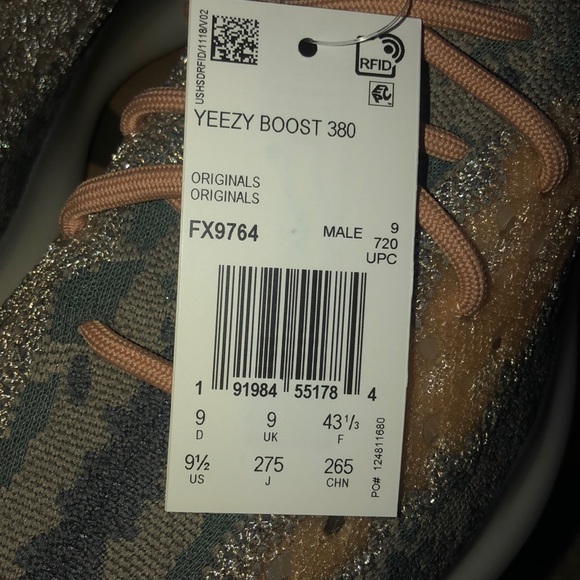 USHSDRFID/1118/V02
RFID
YEEZY BOOST 380
ORIGINALS
ORIGINALS
FX9764 MALE 9
720
UPC
1 91984 55178 4
9 9 43 1/3
D UK F
9½ 275 265
US J CHN
PO# 124811680